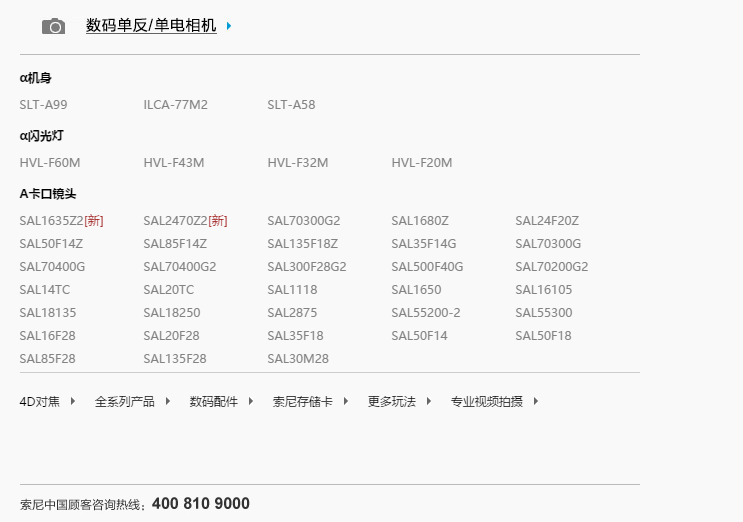 数码单反/单电相机
α机身
SLT-A99 ILCA-77M2 SLT-A58
α闪光灯
HVL-F60M HVL-F43M HVL-F32M HVL-F20M
A卡口镜头
SAL1635Z2[新] SAL2470Z2[新] SAL70300G2 SAL1680Z SAL24F20Z
SAL50F14Z SAL85F14Z SAL135F18Z SAL35F14G SAL70300G
SAL70400G SAL70400G2 SAL300F28G2 SAL500F40G SAL70200G2
SAL14TC SAL20TC SAL1118 SAL1650 SAL16105
SAL18135 SAL18250 SAL2875 SAL55200-2 SAL55300
SAL16F28 SAL20F28 SAL35F18 SAL50F14 SAL50F18
SAL85F28 SAL135F28 SAL30M28
4D对焦 全系列产品 数码配件 索尼存储卡 更多玩法 专业视频拍摄
索尼中国顾客咨询热线：400 810 9000